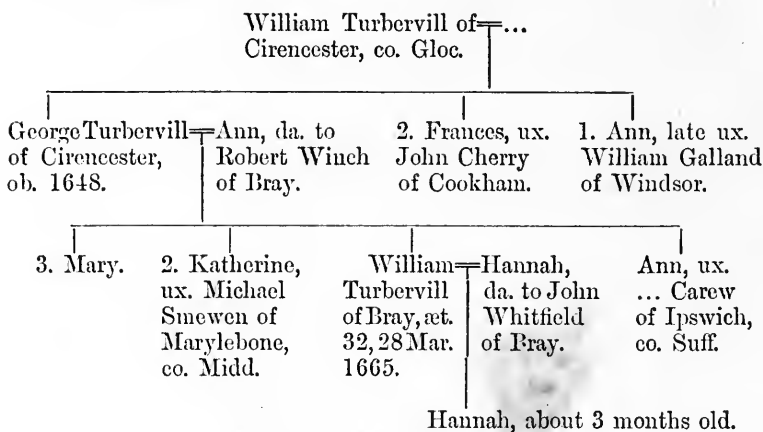 William Turbervill of ...
Cirencester, co. Gloc.
George Turbervill
of Cirencester,
ob. 1648.
Ann, da. to
Robert Winch
of Bray.
2. Frances, ux.
John Cherry
of Cookham.
1. Ann, late ux.
William Galland
of Windsor.
3. Mary.
2. Katherine,
ux. Michael
Smewen of
Marylebone,
co. Midd.
William
Turbervill
of Bray, æt.
32, 28 Mar.
1665.
Hannah,
da. to John
Whitfield
of Bray.
Ann, ux.
... Carew
of Ipswich,
co. Suff.
Hannah, about 3 months old.